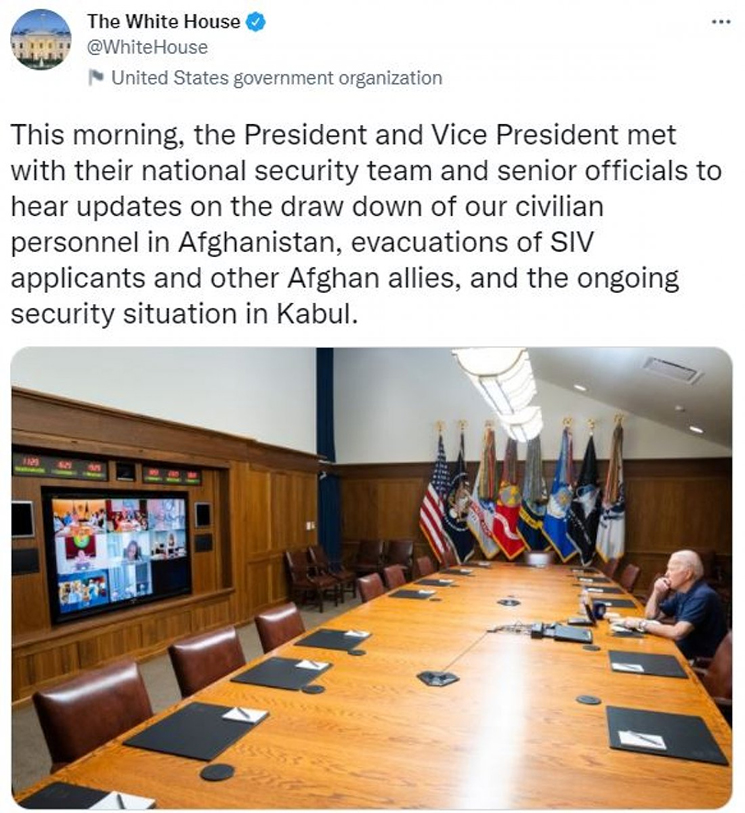 The White House
@WhiteHouse
United States government organization
This morning, the President and Vice President met
with their national security team and senior officials to
hear updates on the draw down of our civilian
personnel in Afghanistan, evacuations of SIV
applicants and other Afghan allies, and the ongoing
security situation in Kabul.